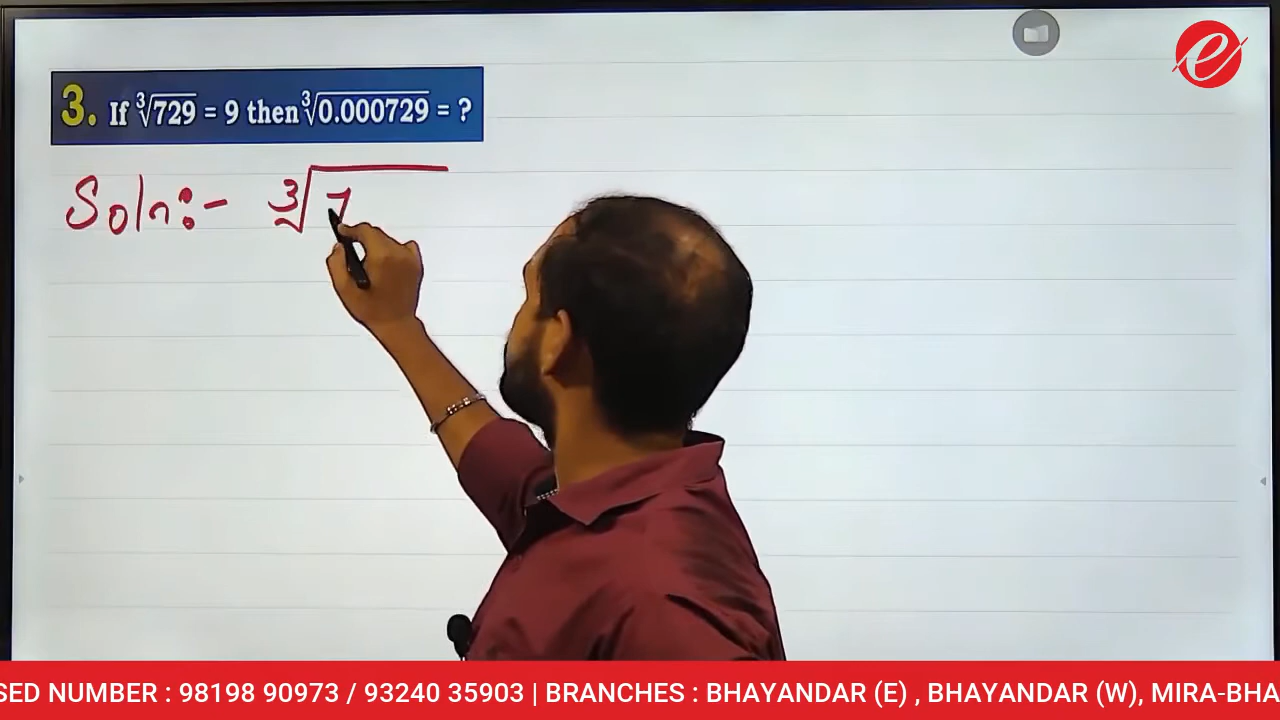 3. If ∛729 = 9 then ∛0.000729 = ?
Soln:- ∛7
SED NUMBER : 98198 90973 / 93240 35903 | BRANCHES : BHAYANDAR (E) , BHAYANDAR (W), MIRA-BHA